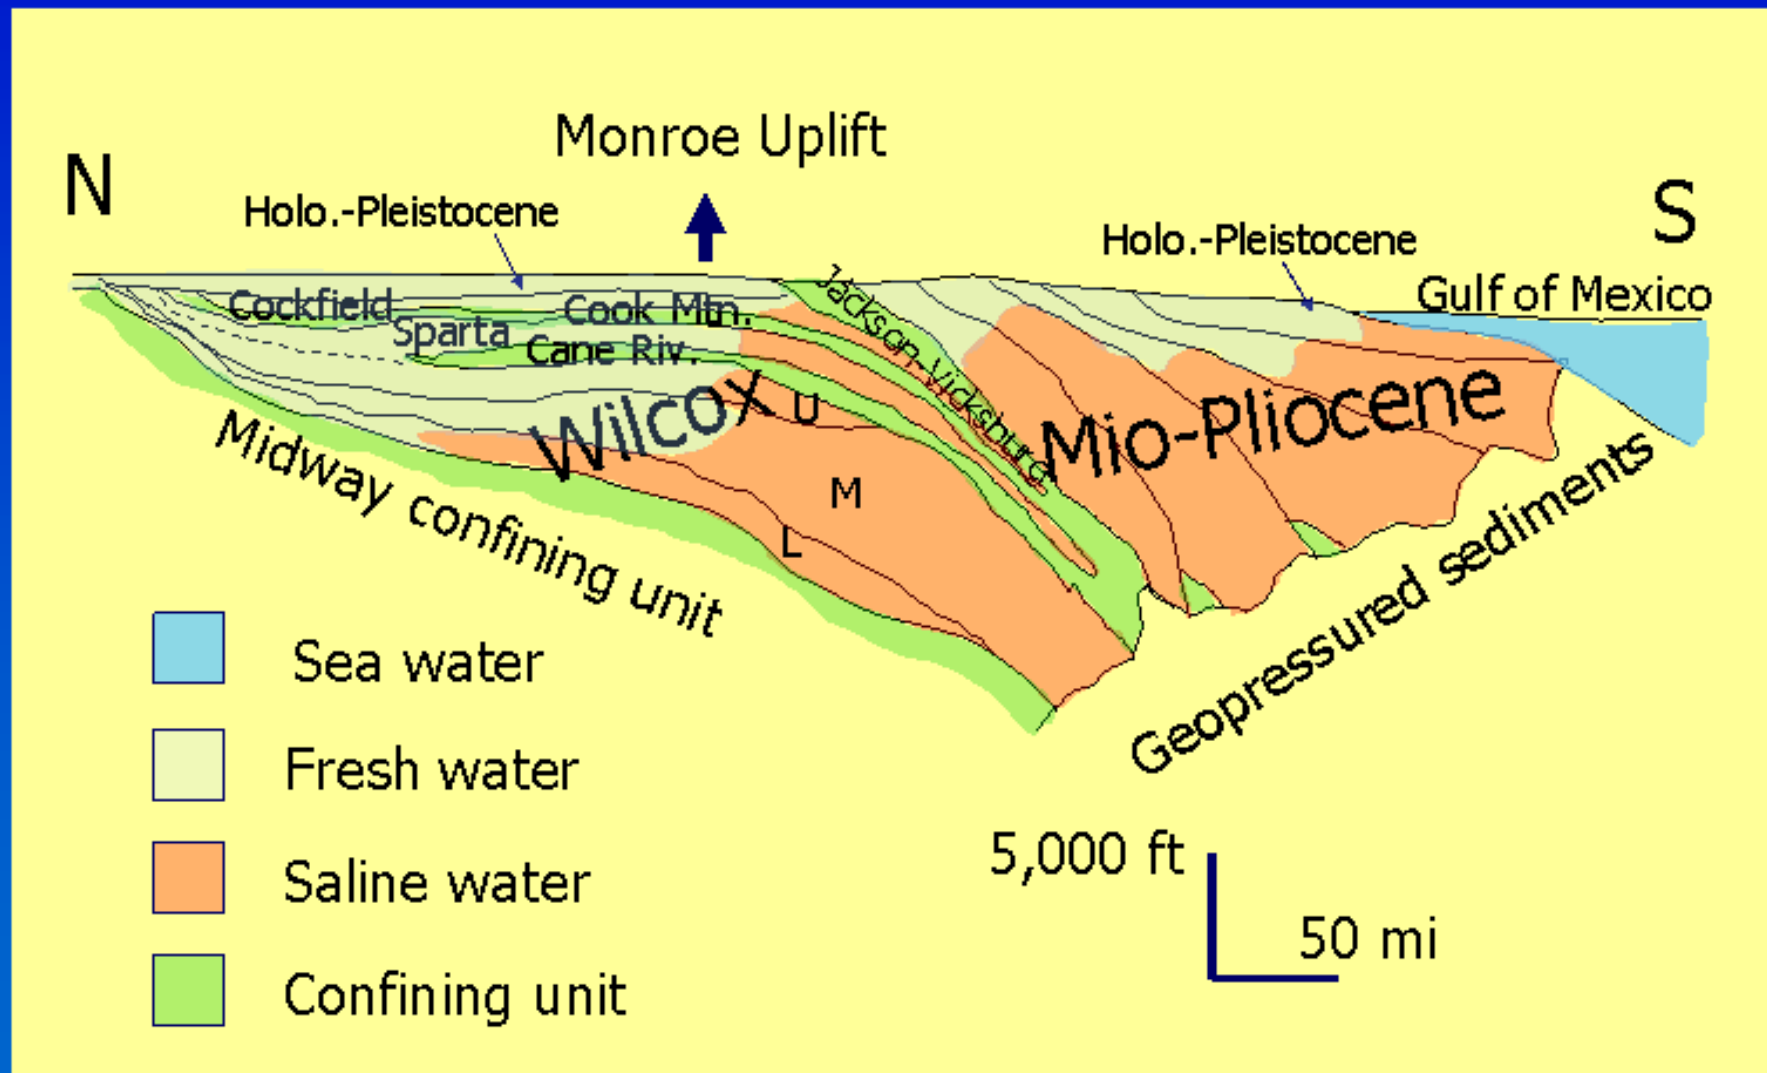 Monroe Uplift
N
S
Holo.-Pleistocene
Holo.-Pleistocene
Gulf of Mexico
Jackson-Vicksburg
Cockfield
Cook Mtn.
Sparta
Cane Riv.
Wilcox
U
M
L
Mio-Pliocene
Midway confining unit
Geopressured sediments
Sea water
Fresh water
Saline water
Confining unit
5,000 ft
50 mi